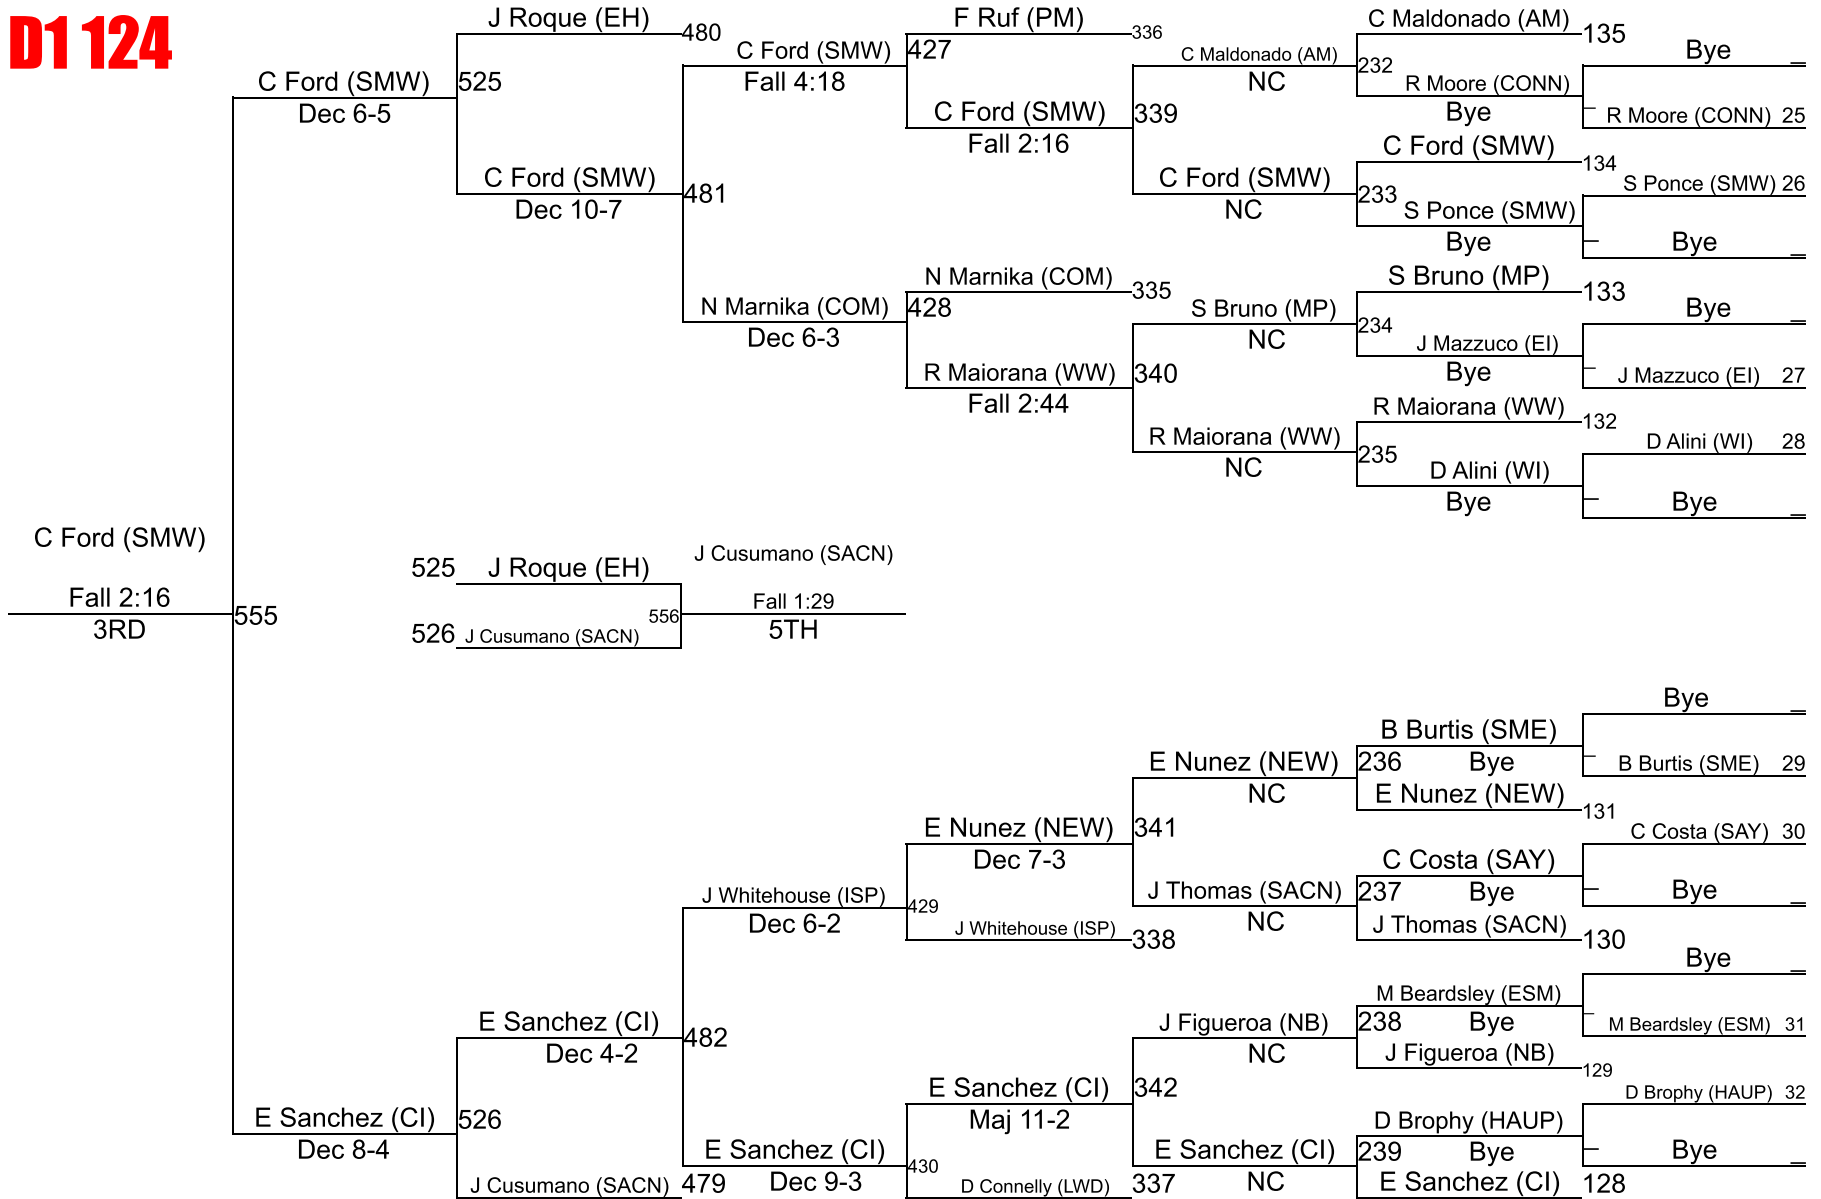 D1 124
J Roque (EH)
480
C Ford (SMW)
525
Dec 6-5
C Ford (SMW)
Dec 10-7
C Ford (SMW)
Fall 4:18
481
N Marnika (COM)
Dec 6-3
F Ruf (PM)
336
427
C Ford (SMW)
Fall 2:16
N Marnika (COM)
335
428
R Maiorana (WW)
Fall 2:44
C Maldonado (AM)
NC
339
C Ford (SMW)
NC
S Bruno (MP)
NC
340
R Maiorana (WW)
NC
C Maldonado (AM)
135
232
R Moore (CONN)
Bye
C Ford (SMW)
134
233
S Ponce (SMW)
Bye
S Bruno (MP)
133
234
J Mazzuco (EI)
Bye
R Maiorana (WW)
132
235
D Alini (WI)
Bye
Bye _
R Moore (CONN) 25
S Ponce (SMW) 26
Bye _
Bye _
J Mazzuco (EI) 27
D Alini (WI) 28
Bye _
C Ford (SMW)
Fall 2:16
3RD
555
525 J Roque (EH)
526 J Cusumano (SACN)
556
J Cusumano (SACN)
Fall 1:29
5TH
E Sanchez (CI)
Dec 8-4
E Sanchez (CI)
Dec 4-2
526
J Cusumano (SACN) 479
J Whitehouse (ISP)
Dec 6-2
482
E Sanchez (CI)
Dec 9-3
E Nunez (NEW)
Dec 7-3
429
J Whitehouse (ISP) 338
E Sanchez (CI)
Maj 11-2
430
D Connelly (LWD) 337
E Nunez (NEW)
NC
341
J Thomas (SACN)
NC
J Figueroa (NB)
NC
342
E Sanchez (CI)
NC
B Burtis (SME)
236 Bye
E Nunez (NEW)
131
C Costa (SAY)
237 Bye
J Thomas (SACN)
130
M Beardsley (ESM)
238 Bye
J Figueroa (NB)
129
D Brophy (HAUP)
239 Bye
E Sanchez (CI) 128
Bye _
B Burtis (SME) 29
C Costa (SAY) 30
Bye _
Bye _
M Beardsley (ESM) 31
D Brophy (HAUP) 32
Bye _